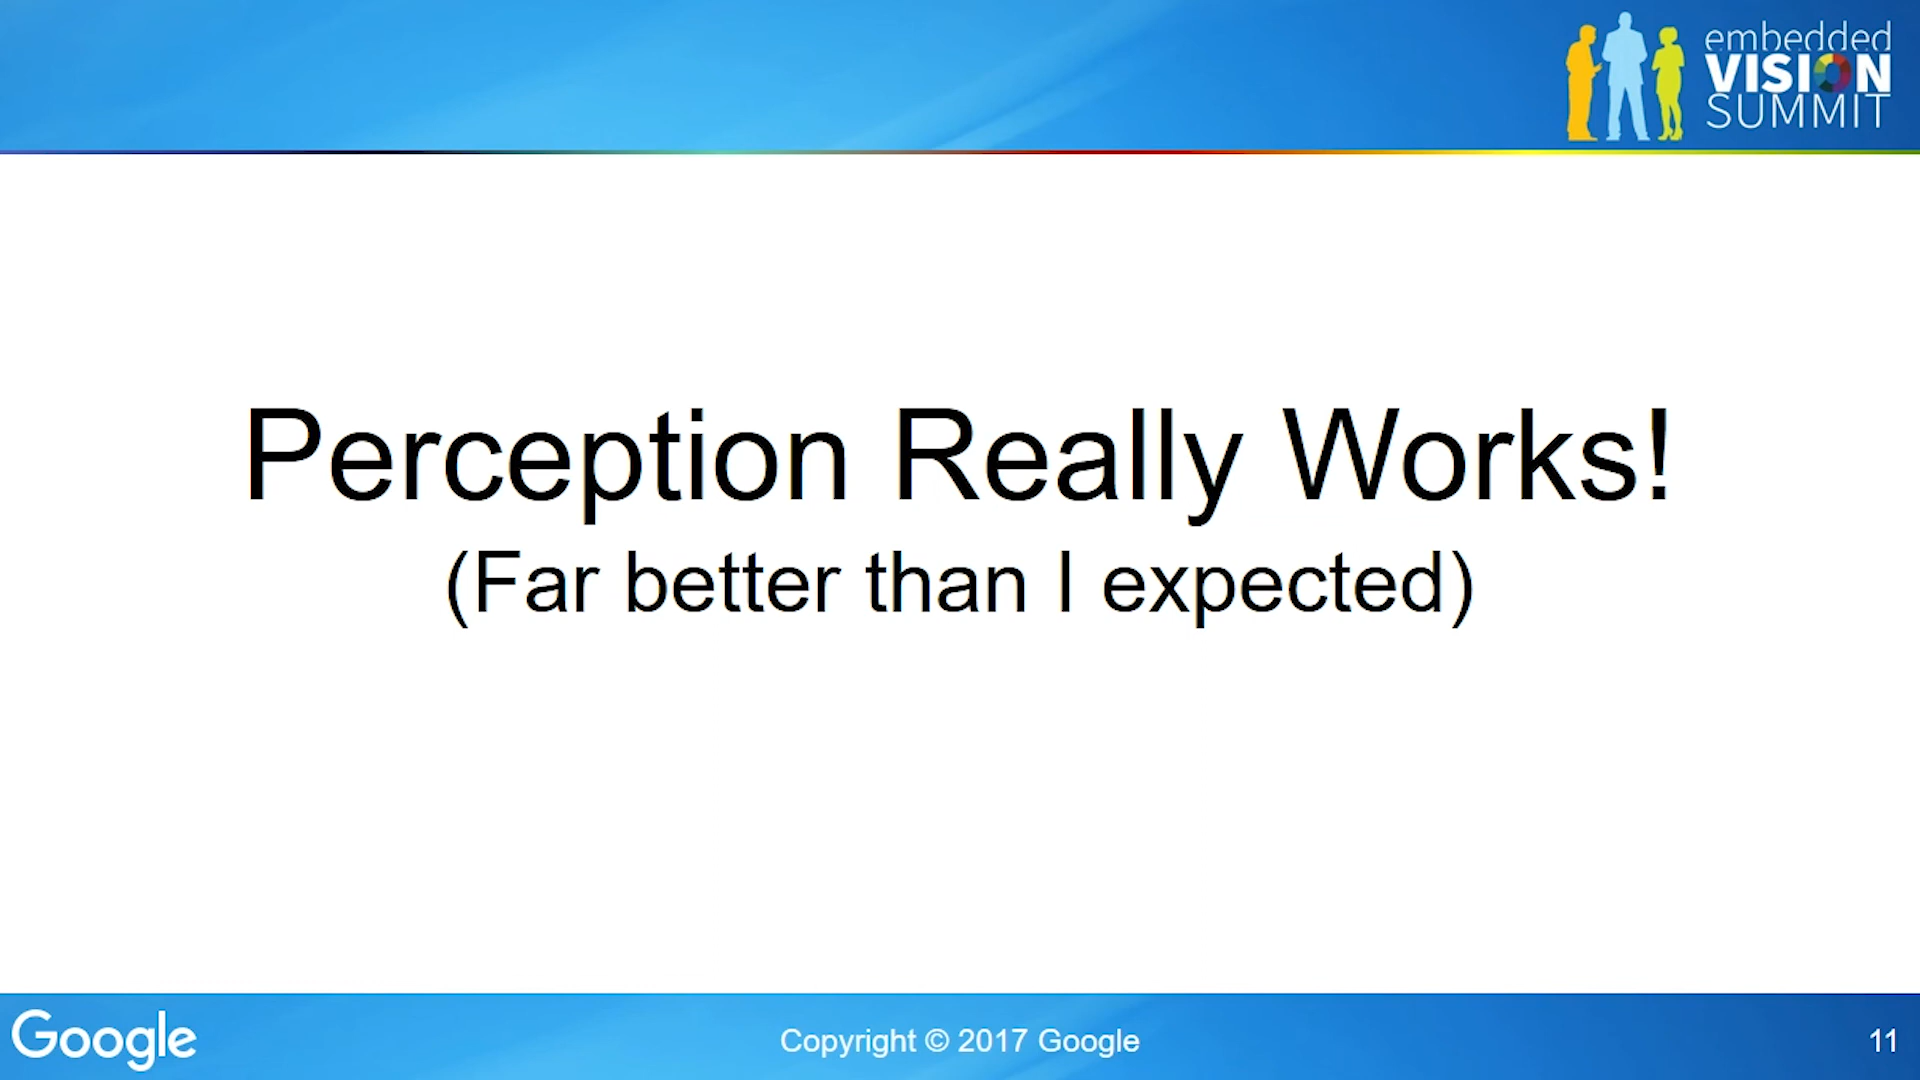 embedded
VISION
SUMMIT
Perception Really Works!
(Far better than I expected)
Google
Copyright © 2017 Google
11